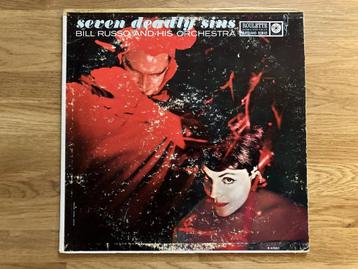 seven deadly sins
BILL RUSSO AND HIS ORCHESTRA
ROULETTE